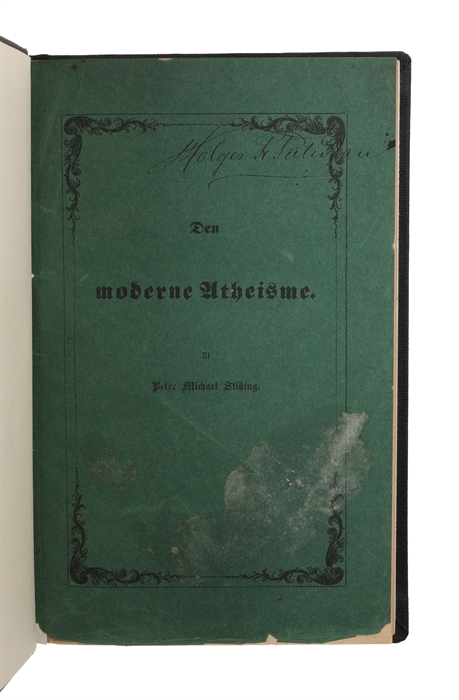 Holger
Den
moderne Atheisme.
Af
Peter Michael Stilling.